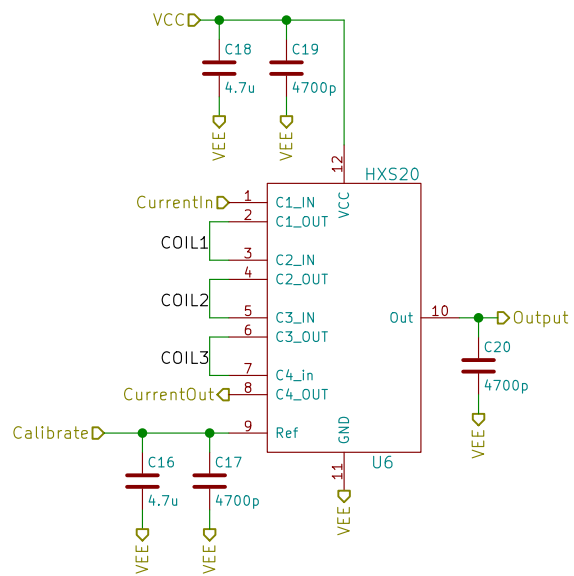 VCC
C18
4.7u
VEE
C19
4700p
VEE
HXS20
12
VCC
CurrentIn
1
C1_IN
2
C1_OUT
COIL1
3
C2_IN
4
C2_OUT
COIL2
5
C3_IN
6
C3_OUT
COIL3
7
C4_in
CurrentOut
8
C4_OUT
Out
10
Output
C20
4700p
VEE
Calibrate
9
Ref
GND
11
U6
VEE
C16
4.7u
VEE
C17
4700p
VEE